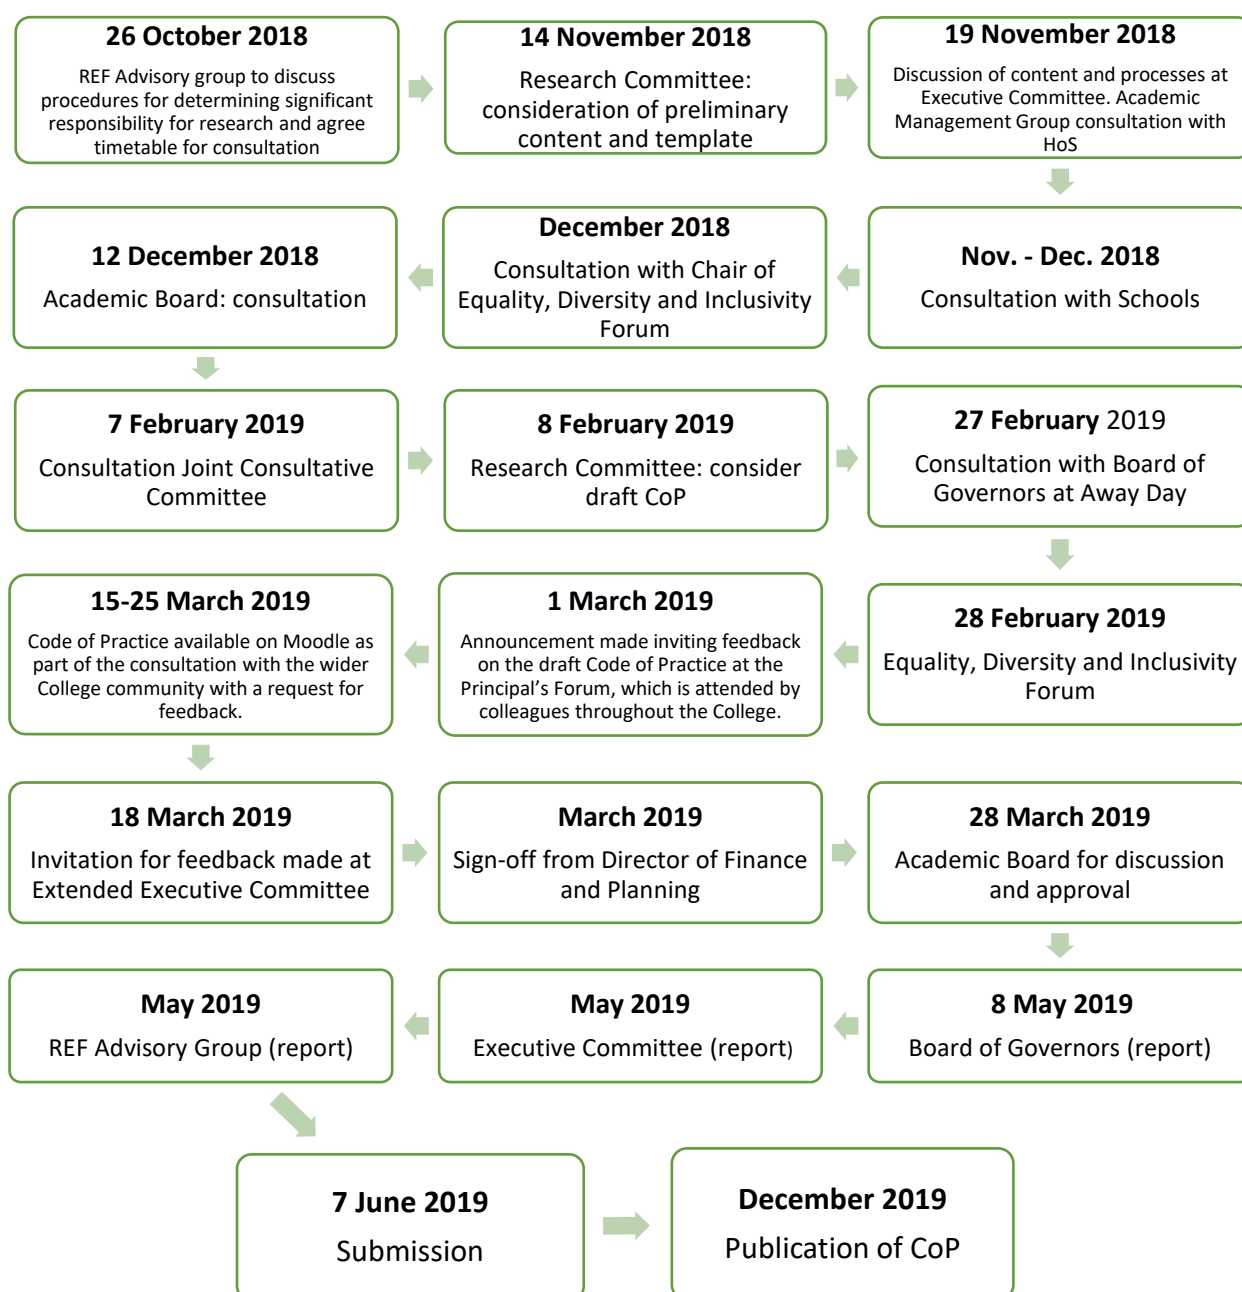 26 October 2018
REF Advisory group to discuss
procedures for determining significant
responsibility for research and agree
timetable for consultation
14 November 2018
Research Committee:
consideration of preliminary
content and template
19 November 2018
Discussion of content and processes at
Executive Committee. Academic
Management Group consultation with
HoS
Nov. - Dec. 2018
Consultation with Schools
December 2018
Consultation with Chair of
Equality, Diversity and Inclusivity
Forum
12 December 2018
Academic Board: consultation
7 February 2019
Consultation Joint Consultative
Committee
8 February 2019
Research Committee: consider
draft CoP
27 February 2019
Consultation with Board of
Governors at Away Day
28 February 2019
Equality, Diversity and Inclusivity
Forum
1 March 2019
Announcement made inviting feedback
on the draft Code of Practice at the
Principal’s Forum, which is attended by
colleagues throughout the College.
15-25 March 2019
Code of Practice available on Moodle as
part of the consultation with the wider
College community with a request for
feedback.
18 March 2019
Invitation for feedback made at
Extended Executive Committee
March 2019
Sign-off from Director of Finance
and Planning
28 March 2019
Academic Board for discussion
and approval
8 May 2019
Board of Governors (report)
May 2019
Executive Committee (report)
May 2019
REF Advisory Group (report)
7 June 2019
Submission
December 2019
Publication of CoP